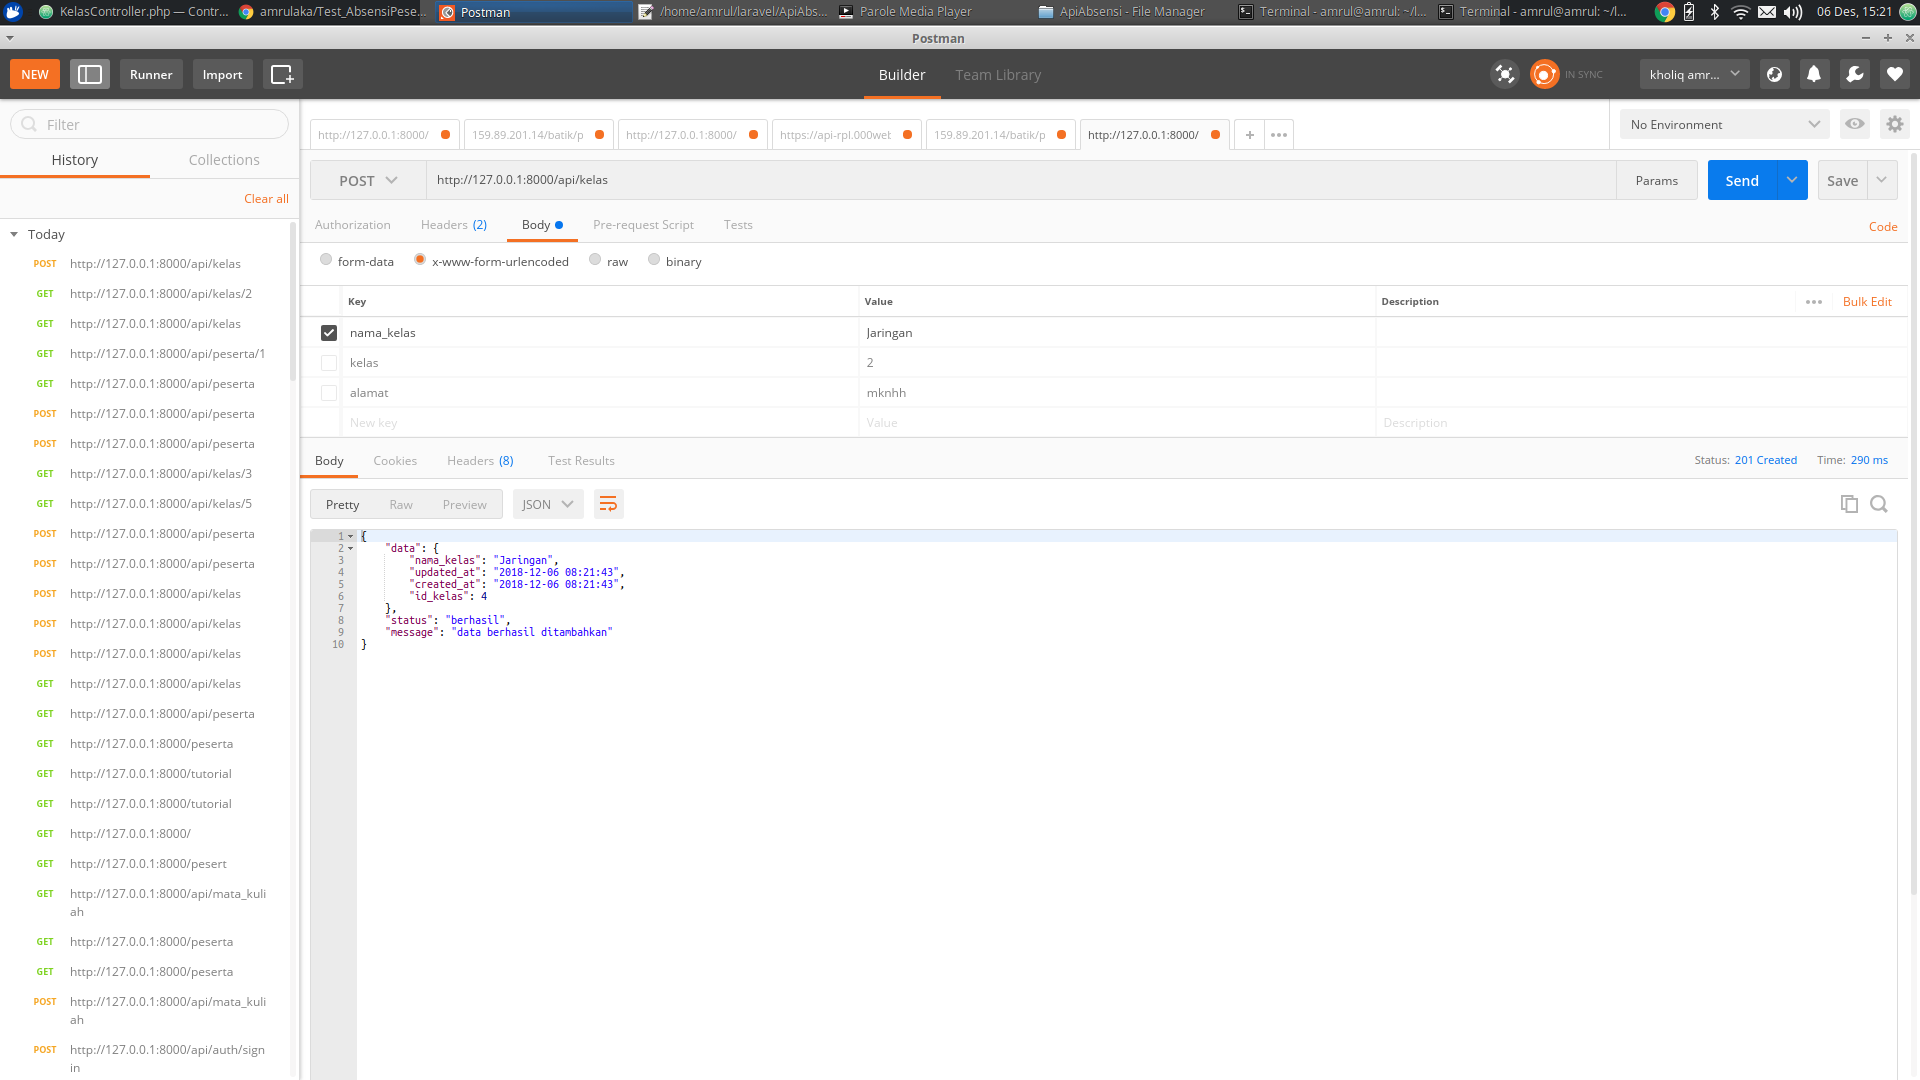 KelasController.php — Contr...
amrulaka/Test_AbsensiPese...
Postman
/home/amrul/laravel/ApiAbs...
Parole Media Player
ApiAbsensi - File Manager
Terminal - amrul@amrul: ~/l...
Terminal - amrul@amrul: ~/l...
06 Des, 15:21
Postman
NEW
Runner
Import
Builder
Team Library
IN SYNC
kholiq amr...
Filter
History
Collections
Clear all
Today
POST http://127.0.0.1:8000/api/kelas
GET http://127.0.0.1:8000/api/kelas/2
GET http://127.0.0.1:8000/api/kelas
GET http://127.0.0.1:8000/api/peserta/1
GET http://127.0.0.1:8000/api/peserta
POST http://127.0.0.1:8000/api/peserta
POST http://127.0.0.1:8000/api/peserta
GET http://127.0.0.1:8000/api/kelas/3
GET http://127.0.0.1:8000/api/kelas/5
POST http://127.0.0.1:8000/api/peserta
POST http://127.0.0.1:8000/api/peserta
POST http://127.0.0.1:8000/api/kelas
POST http://127.0.0.1:8000/api/kelas
POST http://127.0.0.1:8000/api/kelas
GET http://127.0.0.1:8000/api/kelas
GET http://127.0.0.1:8000/api/peserta
GET http://127.0.0.1:8000/peserta
GET http://127.0.0.1:8000/tutorial
GET http://127.0.0.1:8000/tutorial
GET http://127.0.0.1:8000/
GET http://127.0.0.1:8000/pesert
GET http://127.0.0.1:8000/api/mata_kuli
ah
GET http://127.0.0.1:8000/peserta
GET http://127.0.0.1:8000/peserta
POST http://127.0.0.1:8000/api/mata_kuli
ah
POST http://127.0.0.1:8000/api/auth/sign
in
http://127.0.0.1:8000/
159.89.201.14/batik/p
http://127.0.0.1:8000/
https://api-rpl.000wet
159.89.201.14/batik/p
http://127.0.0.1:8000/
No Environment
POST
http://127.0.0.1:8000/api/kelas
Params
Send
Save
Authorization
Headers (2)
Body
Pre-request Script
Tests
Code
form-data
x-www-form-urlencoded
raw
binary
Key Value Description
Bulk Edit
nama_kelas Jaringan
kelas 2
alamat mknhh
New key Value Description
Body
Cookies
Headers (8)
Test Results
Status: 201 Created
Time: 290 ms
Pretty
Raw
Preview
JSON
1 {
2 "data": {
3 "nama_kelas": "Jaringan",
4 "updated_at": "2018-12-06 08:21:43",
5 "created_at": "2018-12-06 08:21:43",
6 "id_kelas": 4
7 },
8 "status": "berhasil",
9 "message": "data berhasil ditambahkan"
10 }